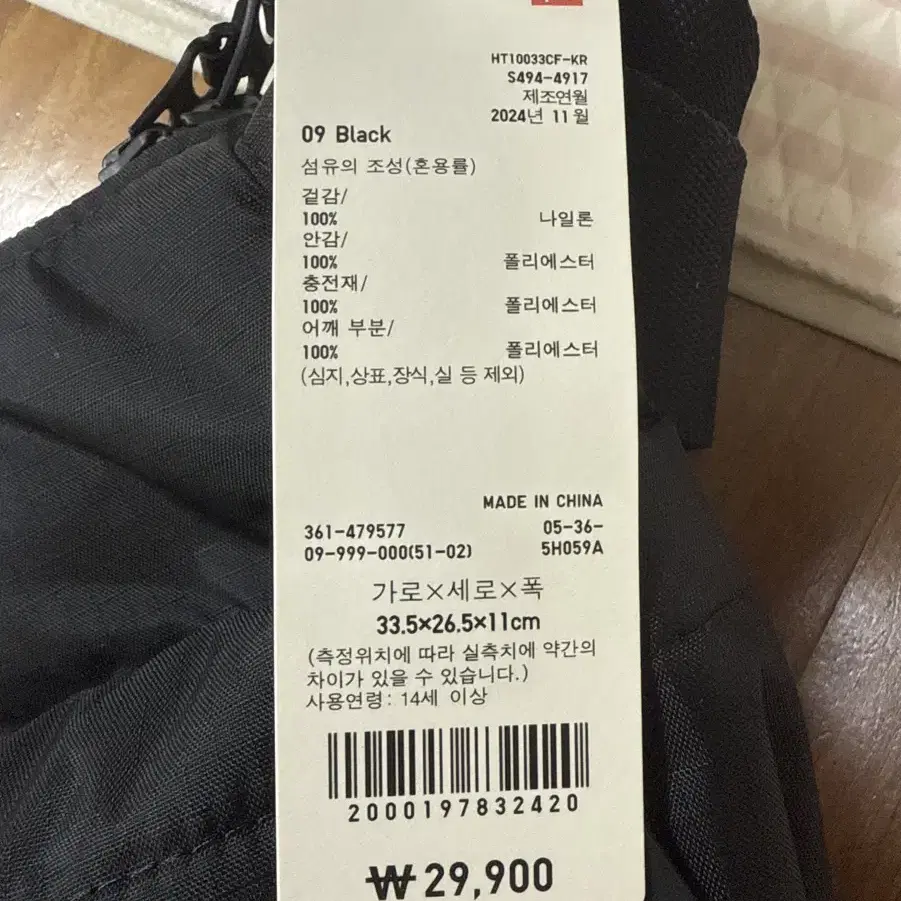 HT10033CF-KR
S494-4917
제조연월
2024년 11월
09 Black
섬유의 조성(혼용률)
겉감/
100% 나일론
안감/
100% 폴리에스터
충전재/
100% 폴리에스터
어깨 부분/
100% 폴리에스터
(심지,상표,장식,실 등 제외)
MADE IN CHINA
361-479577 05-36-
09-999-000(51-02) 5H059A
가로×세로×폭
33.5×26.5×11cm
(측정위치에 따라 실측치에 약간의
차이가 있을 수 있습니다.)
사용연령: 14세 이상
2000197832420
₩29,900